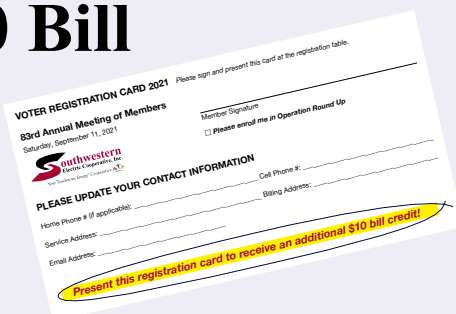 Bill
VOTER REGISTRATION CARD 2021 Please sign and present this card at the registration table.
83rd Annual Meeting of Members
Saturday, September 11, 2021
Member Signature
☐ Please enroll me in Operation Round Up
Southwestern
Electric Cooperative, Inc.
Your Touchstone Energy® Cooperative
PLEASE UPDATE YOUR CONTACT INFORMATION
Home Phone # (if applicable): Cell Phone #:
Service Address: Billing Address:
Email Address:
Present this registration card to receive an additional $10 bill credit!